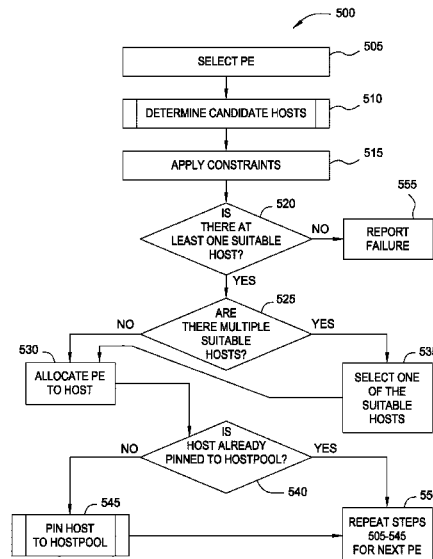 500
505
SELECT PE
510
DETERMINE CANDIDATE HOSTS
515
APPLY CONSTRAINTS
520
IS
THERE AT
LEAST ONE SUITABLE
HOST?
NO
555
REPORT
FAILURE
YES
525
ARE
THERE MULTIPLE
SUITABLE
HOSTS?
NO
YES
530
ALLOCATE PE
TO HOST
SELECT ONE
OF THE
SUITABLE
HOSTS
IS
HOST ALREADY
PINNED TO HOSTPOOL?
NO
YES
540
545
PIN HOST
TO HOSTPOOL
REPEAT STEPS
505-545
FOR NEXT PE